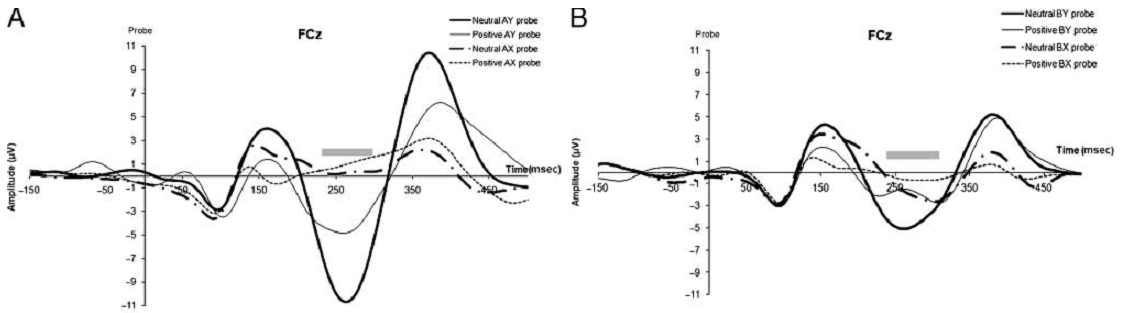 A
Probe
FCz
Neutral AY probe
Positive AY probe
Neutral AX probe
Positive AX probe
11
9
7
5
3
1
-1
-3
-5
-7
-9
-11
Amplitude (µV)
-150
-50
150
250
350
450
Time (msec)
B
Probe
FCz
Neutral BY probe
Positive BY probe
Neutral BX probe
Positive BX probe
11
9
7
5
3
1
-1
-3
-5
-7
-9
-11
Amplitude (µV)
-150
-50
50
150
250
350
450
Time (msec)